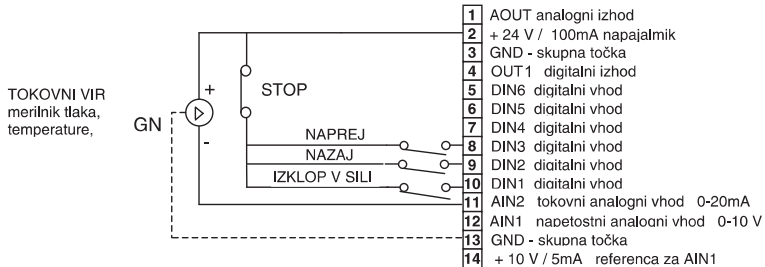 1 AOUT analogni izhod
2 + 24 V / 100mA napajalmik
3 GND - skupna točka
4 OUT1 digitalni izhod
5 DIN6 digitalni vhod
6 DIN5 digitalni vhod
7 DIN4 digitalni vhod
8 DIN3 digitalni vhod
9 DIN2 digitalni vhod
10 DIN1 digitalni vhod
11 AIN2 tokovni analogni vhod 0-20mA
12 AIN1 napetostni analogni vhod 0-10 V
13 GND - skupna točka
14 + 10 V / 5mA referenca za AIN1
TOKOVNI VIR
merilnik tlaka,
temperature,
GN
+
-
STOP
NAPREJ
NAZAJ
IZKLOP V SILI